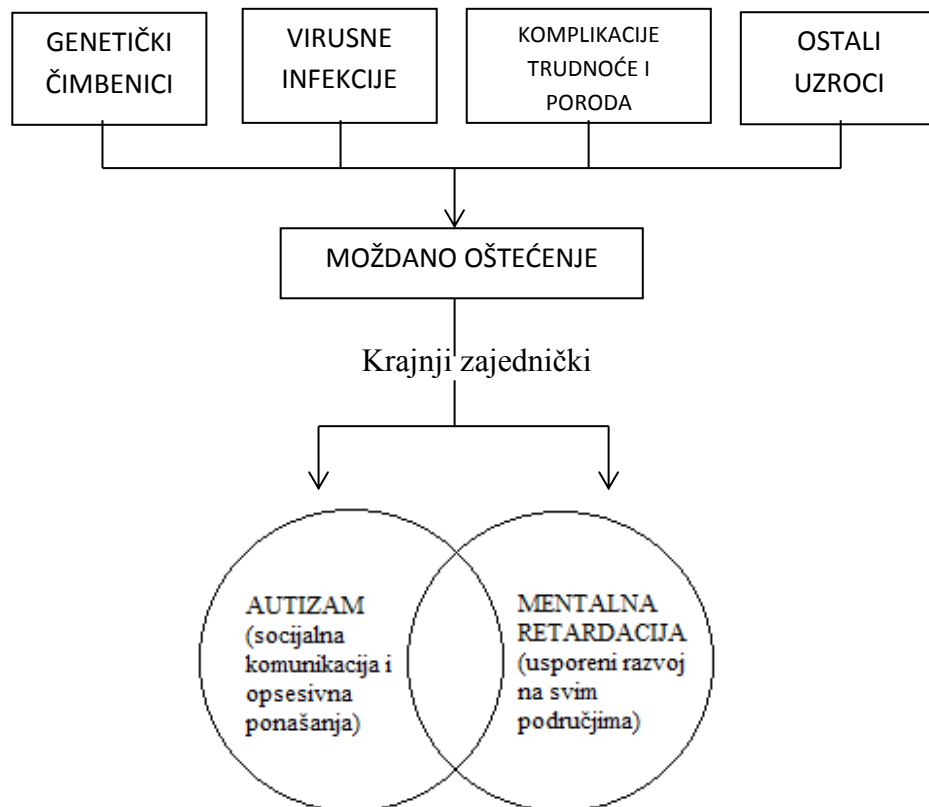 GENETIČKI
ČIMBENICI
VIRUSNE
INFEKCIJE
KOMPLIKACIJE
TRUDNOĆE I
PORODA
OSTALI
UZROCI
MOŽDANO OŠTEĆENJE
Krajnji zajednički
AUTIZAM
(socijalna
komunikacija i
opsesivna
ponašanja)
MENTALNA
RETARDACIJA
(usporeni razvoj
na svim
područjima)